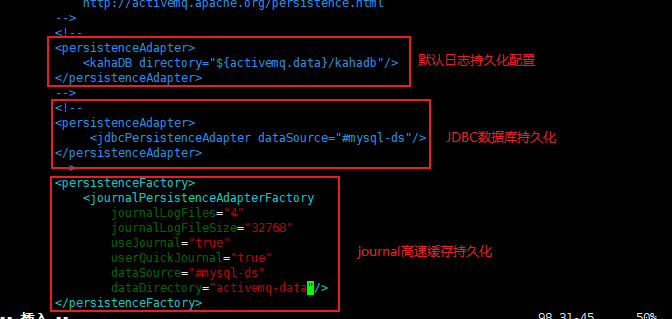 http://activemq.apache.org/persistence.html
-->
<!--
<persistenceAdapter>
<kahaDB directory="${activemq.data}/kahadb"/>
</persistenceAdapter>
默认日志持久化配置
-->
<!--
<persistenceAdapter>
<jdbcPersistenceAdapter dataSource="#mysql-ds"/>
</persistenceAdapter>
JDBC数据库持久化
-->
<persistenceFactory>
<journalPersistenceAdapterFactory
journalLogFiles="4"
journalLogFileSize="32768"
useJournal="true"
userQuickJournal="true"
dataSource="#mysql-ds"
dataDirectory="activemq-data"/>
</persistenceFactory>
journal高速缓存持久化
-- 插入 --
98,31-45 50%